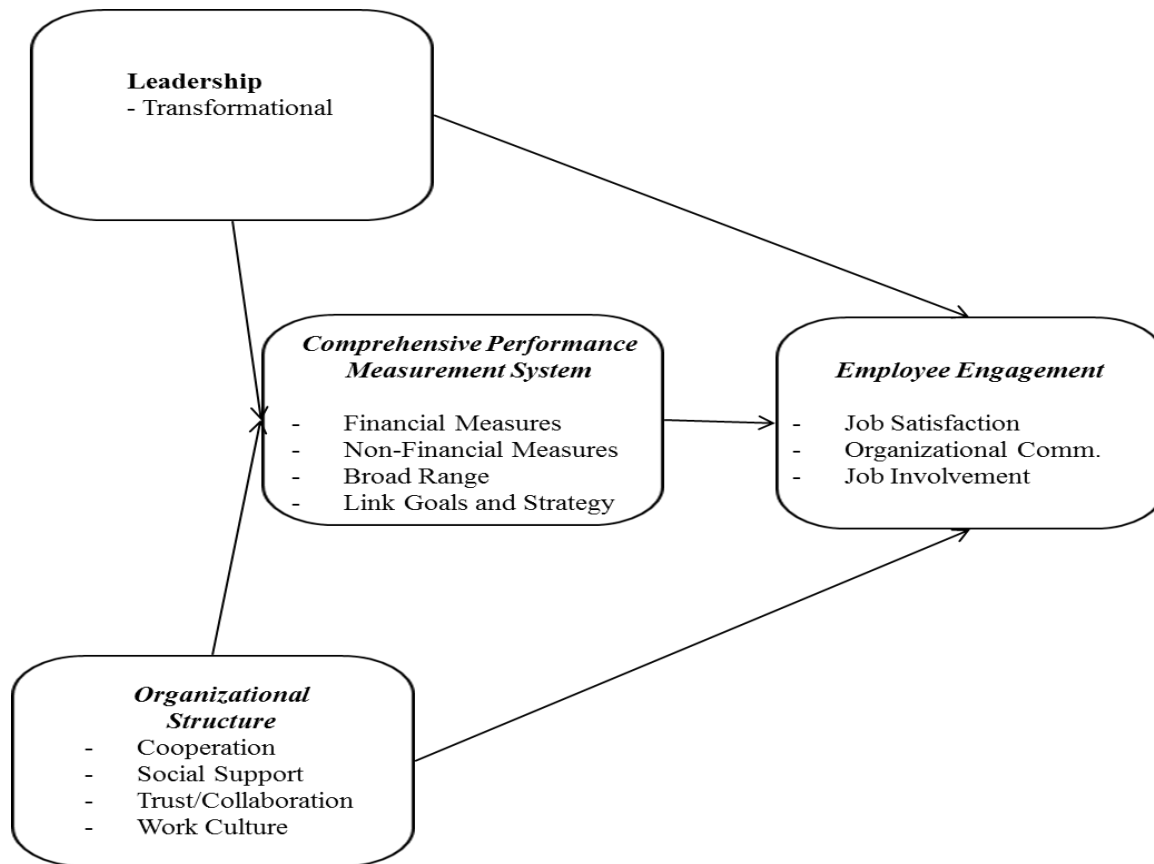 Leadership
- Transformational
Comprehensive Performance
Measurement System
- Financial Measures
- Non-Financial Measures
- Broad Range
- Link Goals and Strategy
Employee Engagement
- Job Satisfaction
- Organizational Comm.
- Job Involvement
Organizational
Structure
- Cooperation
- Social Support
- Trust/Collaboration
- Work Culture